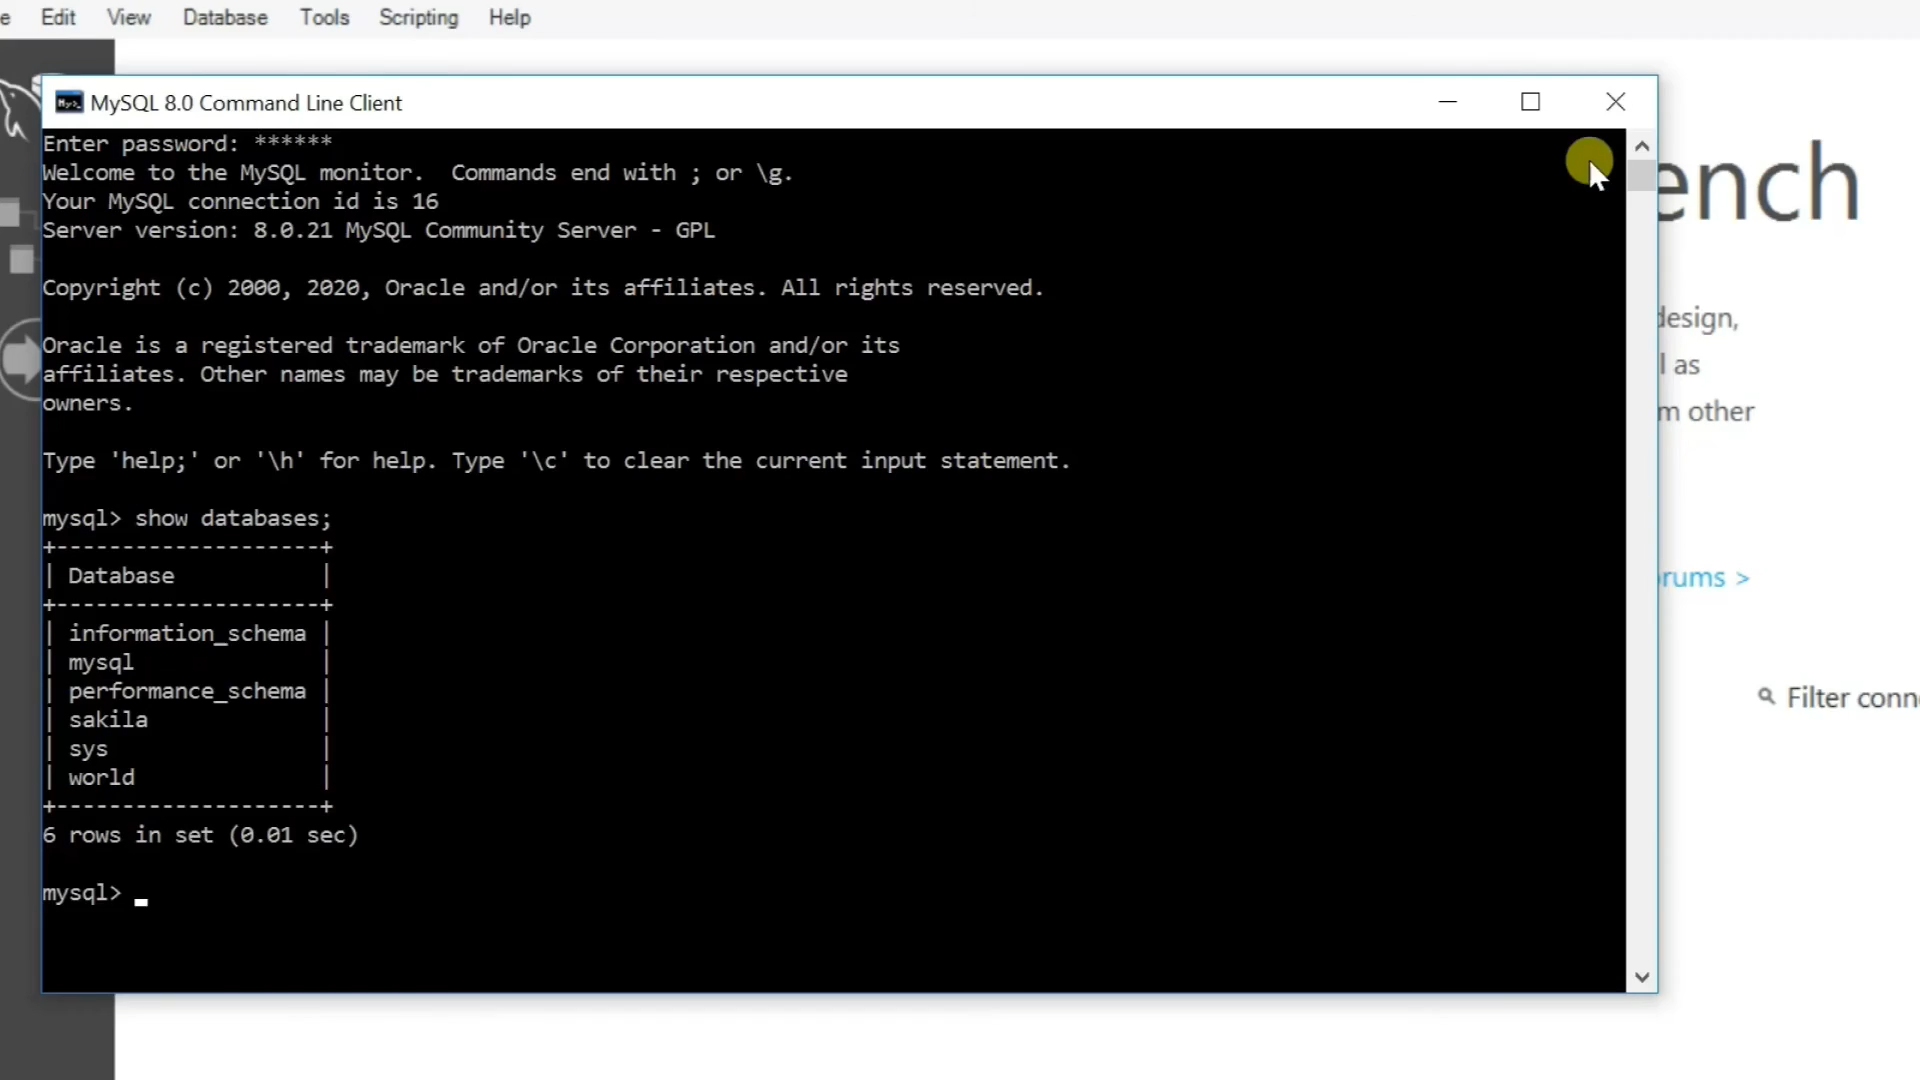 Edit View Database Tools Scripting Help
MySQL 8.0 Command Line Client
Enter password: ******
Welcome to the MySQL monitor.  Commands end with ; or \g.
Your MySQL connection id is 16
Server version: 8.0.21 MySQL Community Server - GPL
Copyright (c) 2000, 2020, Oracle and/or its affiliates. All rights reserved.
Oracle is a registered trademark of Oracle Corporation and/or its
affiliates. Other names may be trademarks of their respective
owners.
Type 'help;' or '\h' for help. Type '\c' to clear the current input statement.
mysql> show databases;
+--------------------+
| Database           |
+--------------------+
| information_schema |
| mysql              |
| performance_schema |
| sakila             |
| sys                |
| world              |
+--------------------+
6 rows in set (0.01 sec)
mysql>
ench
design,
l as
m other
rums >
Filter conn